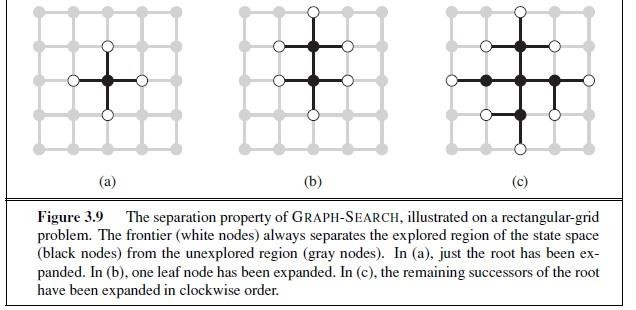 (a) (b) (c)
Figure 3.9 The separation property of GRAPH-SEARCH, illustrated on a rectangular-grid
problem. The frontier (white nodes) always separates the explored region of the state space
(black nodes) from the unexplored region (gray nodes). In (a), just the root has been ex-
panded. In (b), one leaf node has been expanded. In (c), the remaining successors of the root
have been expanded in clockwise order.